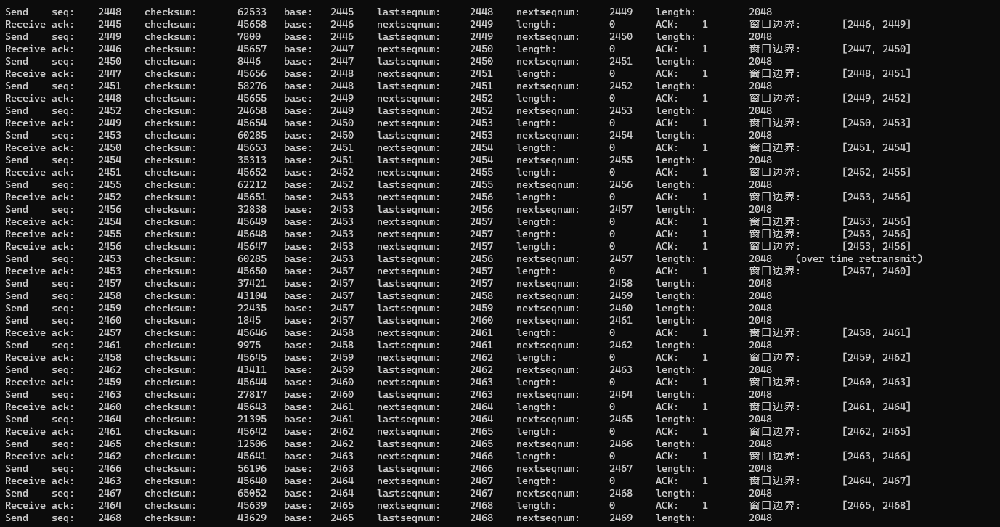 Send seq: 2448 checksum: 62533 base: 2445 lastseqnum: 2448 nextseqnum: 2449 length: 2048
Receive ack: 2445 checksum: 45658 base: 2446 nextseqnum: 2449 length: 0 ACK: 1 窗口边界: [2446, 2449]
Send seq: 2449 checksum: 7800 base: 2446 lastseqnum: 2449 nextseqnum: 2450 length: 2048
Receive ack: 2446 checksum: 45657 base: 2447 nextseqnum: 2450 length: 0 ACK: 1 窗口边界: [2447, 2450]
Send seq: 2450 checksum: 8446 base: 2447 lastseqnum: 2450 nextseqnum: 2451 length: 2048
Receive ack: 2447 checksum: 45656 base: 2448 nextseqnum: 2451 length: 0 ACK: 1 窗口边界: [2448, 2451]
Send seq: 2451 checksum: 58276 base: 2448 lastseqnum: 2451 nextseqnum: 2452 length: 2048
Receive ack: 2448 checksum: 45655 base: 2449 nextseqnum: 2452 length: 0 ACK: 1 窗口边界: [2449, 2452]
Send seq: 2452 checksum: 24658 base: 2449 lastseqnum: 2452 nextseqnum: 2453 length: 2048
Receive ack: 2449 checksum: 45654 base: 2450 nextseqnum: 2453 length: 0 ACK: 1 窗口边界: [2450, 2453]
Send seq: 2453 checksum: 60285 base: 2450 lastseqnum: 2453 nextseqnum: 2454 length: 2048
Receive ack: 2450 checksum: 45653 base: 2451 nextseqnum: 2454 length: 0 ACK: 1 窗口边界: [2451, 2454]
Send seq: 2454 checksum: 35313 base: 2451 lastseqnum: 2454 nextseqnum: 2455 length: 2048
Receive ack: 2451 checksum: 45652 base: 2452 nextseqnum: 2455 length: 0 ACK: 1 窗口边界: [2452, 2455]
Send seq: 2455 checksum: 62212 base: 2452 lastseqnum: 2455 nextseqnum: 2456 length: 2048
Receive ack: 2452 checksum: 45651 base: 2453 nextseqnum: 2456 length: 0 ACK: 1 窗口边界: [2453, 2456]
Send seq: 2456 checksum: 32838 base: 2453 lastseqnum: 2456 nextseqnum: 2457 length: 2048
Receive ack: 2454 checksum: 45649 base: 2453 nextseqnum: 2457 length: 0 ACK: 1 窗口边界: [2453, 2456]
Receive ack: 2455 checksum: 45648 base: 2453 nextseqnum: 2457 length: 0 ACK: 1 窗口边界: [2453, 2456]
Receive ack: 2456 checksum: 45647 base: 2453 nextseqnum: 2457 length: 0 ACK: 1 窗口边界: [2453, 2456]
Send seq: 2453 checksum: 60285 base: 2453 lastseqnum: 2456 nextseqnum: 2457 length: 2048 (over time retransmit)
Receive ack: 2453 checksum: 45650 base: 2457 nextseqnum: 2457 length: 0 ACK: 1 窗口边界: [2457, 2460]
Send seq: 2457 checksum: 37421 base: 2457 lastseqnum: 2457 nextseqnum: 2458 length: 2048
Send seq: 2458 checksum: 43104 base: 2457 lastseqnum: 2458 nextseqnum: 2459 length: 2048
Send seq: 2459 checksum: 22435 base: 2457 lastseqnum: 2459 nextseqnum: 2460 length: 2048
Send seq: 2460 checksum: 1845 base: 2457 lastseqnum: 2460 nextseqnum: 2461 length: 2048
Receive ack: 2457 checksum: 45646 base: 2458 nextseqnum: 2461 length: 0 ACK: 1 窗口边界: [2458, 2461]
Send seq: 2461 checksum: 9975 base: 2458 lastseqnum: 2461 nextseqnum: 2462 length: 2048
Receive ack: 2458 checksum: 45645 base: 2459 nextseqnum: 2462 length: 0 ACK: 1 窗口边界: [2459, 2462]
Send seq: 2462 checksum: 43411 base: 2459 lastseqnum: 2462 nextseqnum: 2463 length: 2048
Receive ack: 2459 checksum: 45644 base: 2460 nextseqnum: 2463 length: 0 ACK: 1 窗口边界: [2460, 2463]
Send seq: 2463 checksum: 27817 base: 2460 lastseqnum: 2463 nextseqnum: 2464 length: 2048
Receive ack: 2460 checksum: 45643 base: 2461 nextseqnum: 2464 length: 0 ACK: 1 窗口边界: [2461, 2464]
Send seq: 2464 checksum: 21395 base: 2461 lastseqnum: 2464 nextseqnum: 2465 length: 2048
Receive ack: 2461 checksum: 45642 base: 2462 nextseqnum: 2465 length: 0 ACK: 1 窗口边界: [2462, 2465]
Send seq: 2465 checksum: 12506 base: 2462 lastseqnum: 2465 nextseqnum: 2466 length: 2048
Receive ack: 2462 checksum: 45641 base: 2463 nextseqnum: 2466 length: 0 ACK: 1 窗口边界: [2463, 2466]
Send seq: 2466 checksum: 56196 base: 2463 lastseqnum: 2466 nextseqnum: 2467 length: 2048
Receive ack: 2463 checksum: 45640 base: 2464 nextseqnum: 2467 length: 0 ACK: 1 窗口边界: [2464, 2467]
Send seq: 2467 checksum: 65052 base: 2464 lastseqnum: 2467 nextseqnum: 2468 length: 2048
Receive ack: 2464 checksum: 45639 base: 2465 nextseqnum: 2468 length: 0 ACK: 1 窗口边界: [2465, 2468]
Send seq: 2468 checksum: 43629 base: 2465 lastseqnum: 2468 nextseqnum: 2469 length: 2048